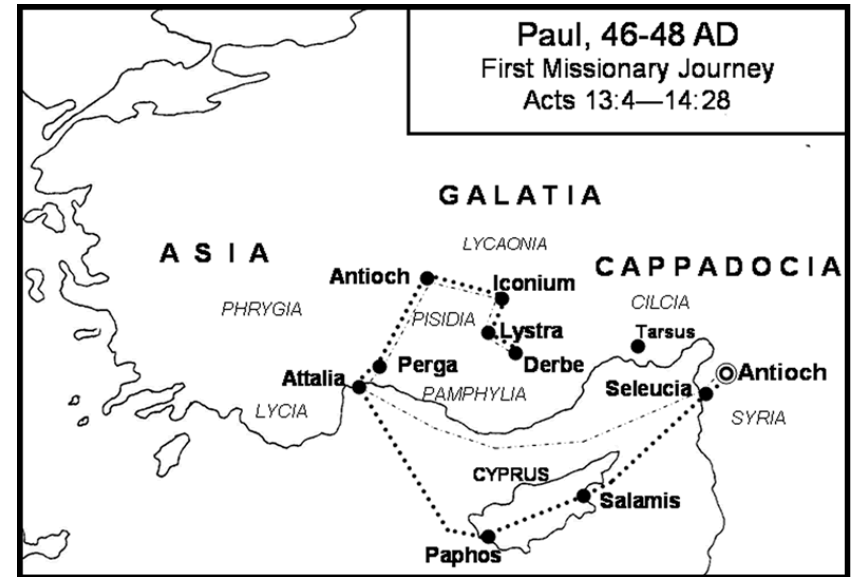 Paul, 46-48 AD
First Missionary Journey
Acts 13:4—14:28
GALATIA
LYCAONIA
ASIA
CAPPADOCIA
Antioch
Iconium
CILCIA
PHRYGIA
PISIDIA
Lystra
Tarsus
Perga
Derbe
Antioch
Attalia
PAMPHYLIA
Seleucia
LYCIA
SYRIA
CYPRUS
Salamis
Paphos